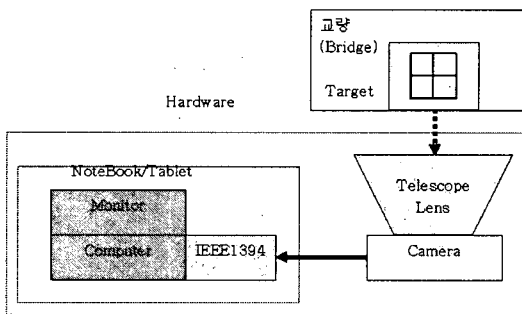 교량
(Bridge)
Target
Hardware
NoteBook/Tablet
Monitor
Computer
IEEE1394
Telescope
Lens
Camera